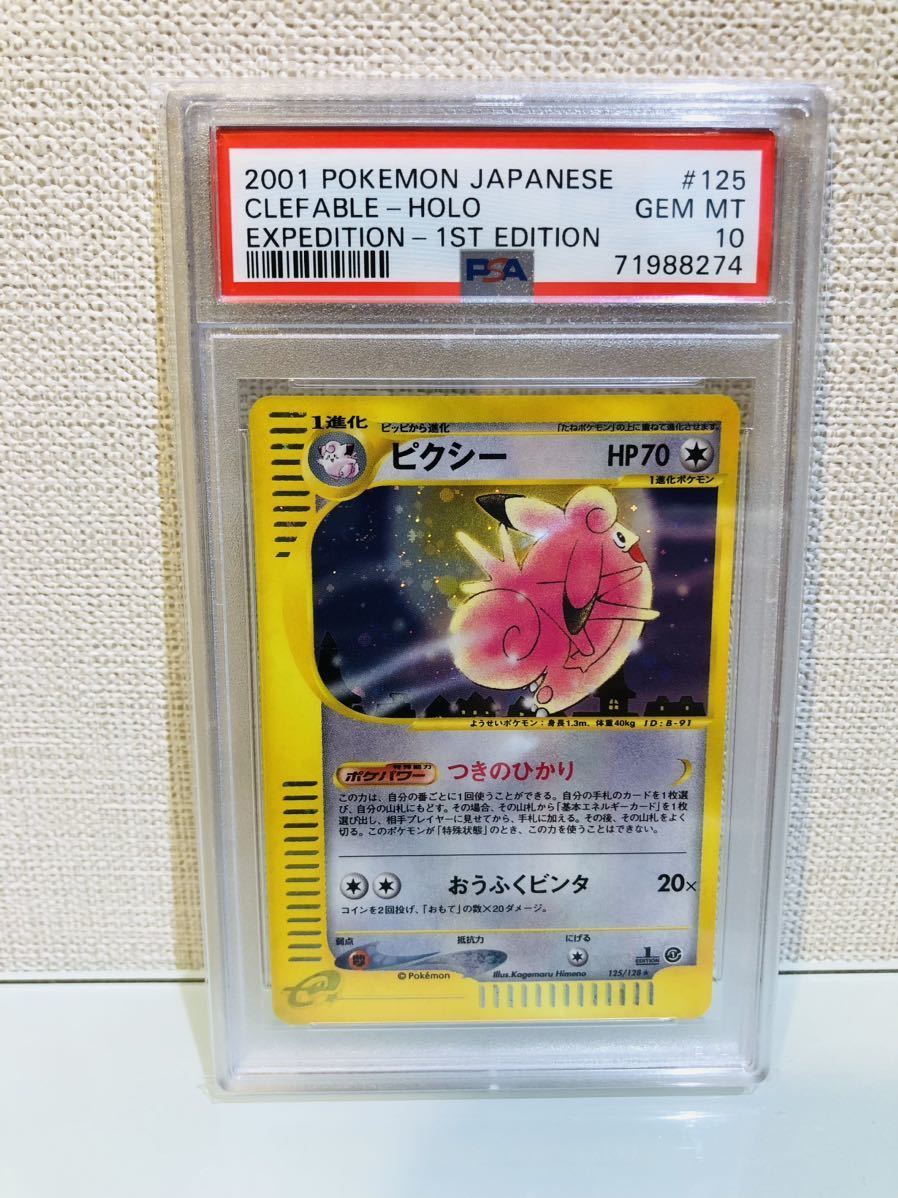 2001 POKEMON JAPANESE #125
CLEFABLE - HOLO GEM MT
EXPEDITION - 1ST EDITION 10
PSA 71988274
1進化 ピッピから進化 「たねポケモン」の上に重ねて進化させます。
ピクシー HP70
1進化ポケモン
ようせいポケモン：身長1.3m、体重40kg ID:B-91
特殊能力
ポケパワー つきのひかり
この力は、自分の番ごとに1回使うことができる。自分の手札のカードを1枚選
び、自分の山札にもどす。その場合、その山札から「基本エネルギーカード」を1枚
選び出し、相手プレイヤーに見せてから、手札に加える。その後、その山札をよく
切る。このポケモンが「特殊状態」のとき、この力を使うことはできない。
おうふくビンタ 20×
コインを2回投げ、「おもて」の数×20ダメージ。
弱点 抵抗力 にげる
1 EDITION
©Pokémon Illus.Kagemaru Himeno 125/128★
e